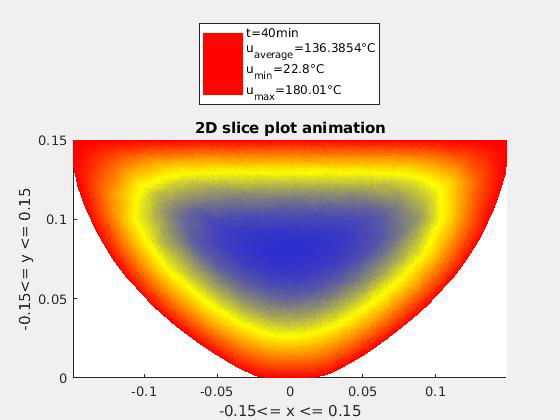 t=40min
u_average=136.3854°C
u_min=22.8°C
u_max=180.01°C
2D slice plot animation
0.15
0.1
0.05
0
-0.15<= y <= 0.15
-0.1
-0.05
0
0.05
0.1
-0.15<= x <= 0.15